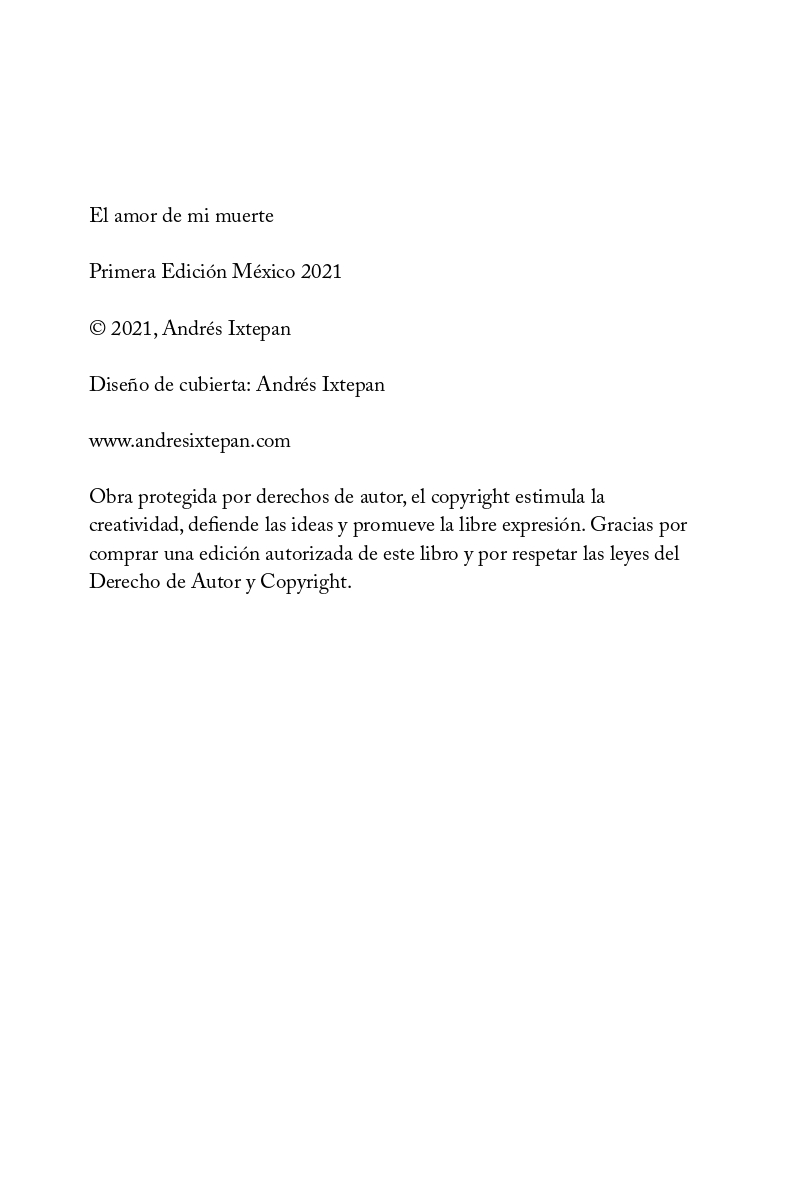 El amor de mi muerte
Primera Edición México 2021
© 2021, Andrés Ixtepan
Diseño de cubierta: Andrés Ixtepan
www.andresixtepan.com
Obra protegida por derechos de autor, el copyright estimula la
creatividad, defiende las ideas y promueve la libre expresión. Gracias por
comprar una edición autorizada de este libro y por respetar las leyes del
Derecho de Autor y Copyright.